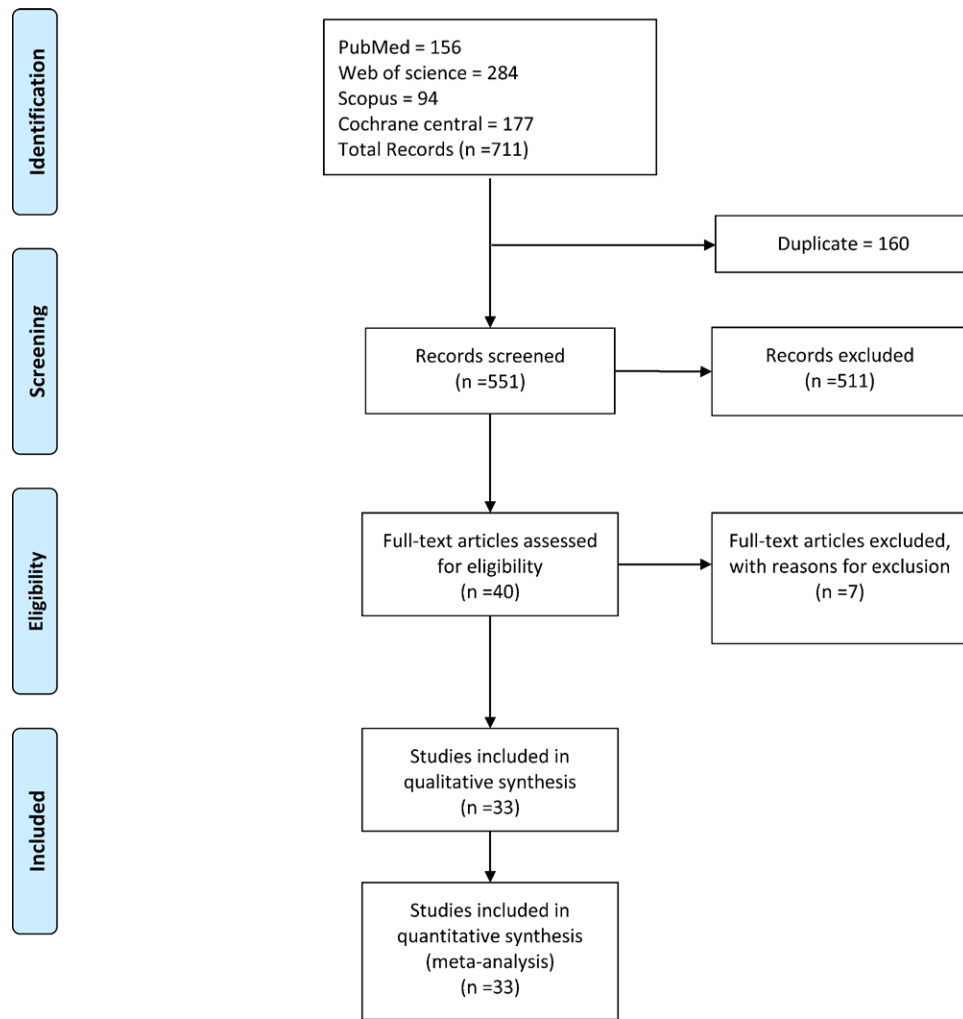 Identification
PubMed = 156
Web of science = 284
Scopus = 94
Cochrane central = 177
Total Records (n =711)
Duplicate = 160
Screening
Records screened
(n =551)
Records excluded
(n =511)
Eligibility
Full-text articles assessed
for eligibility
(n =40)
Full-text articles excluded,
with reasons for exclusion
(n =7)
Included
Studies included in
qualitative synthesis
(n =33)
Studies included in
quantitative synthesis
(meta-analysis)
(n =33)